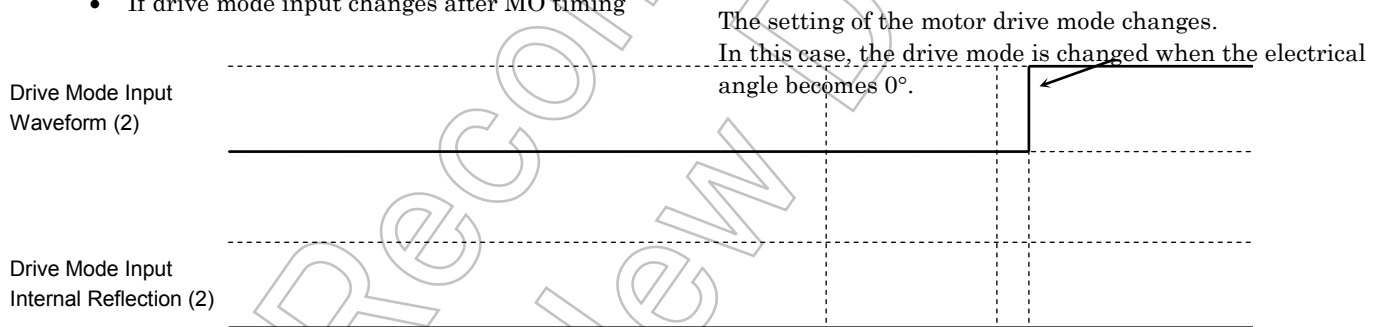 • If drive mode input changes after MO timing
The setting of the motor drive mode changes.
In this case, the drive mode is changed when the electrical
angle becomes 0°.
Drive Mode Input
Waveform (2)
Drive Mode Input
Internal Reflection (2)